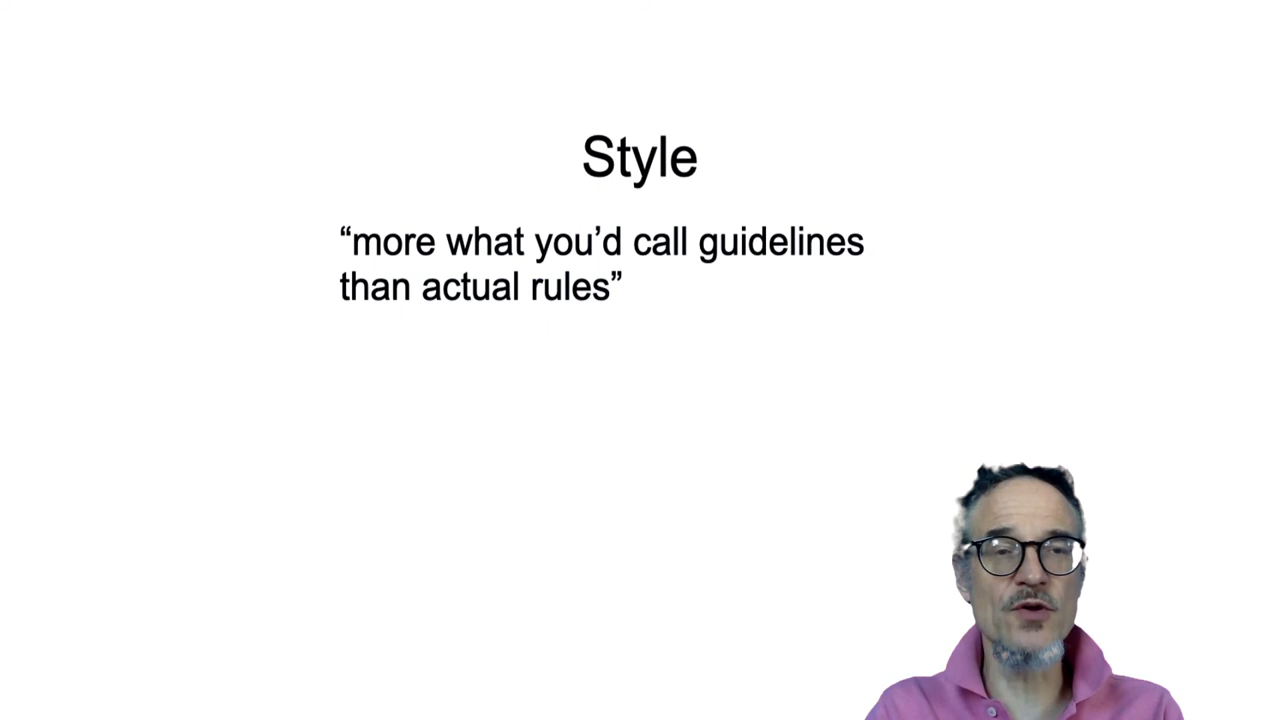 Style
“more what you’d call guidelines
than actual rules”